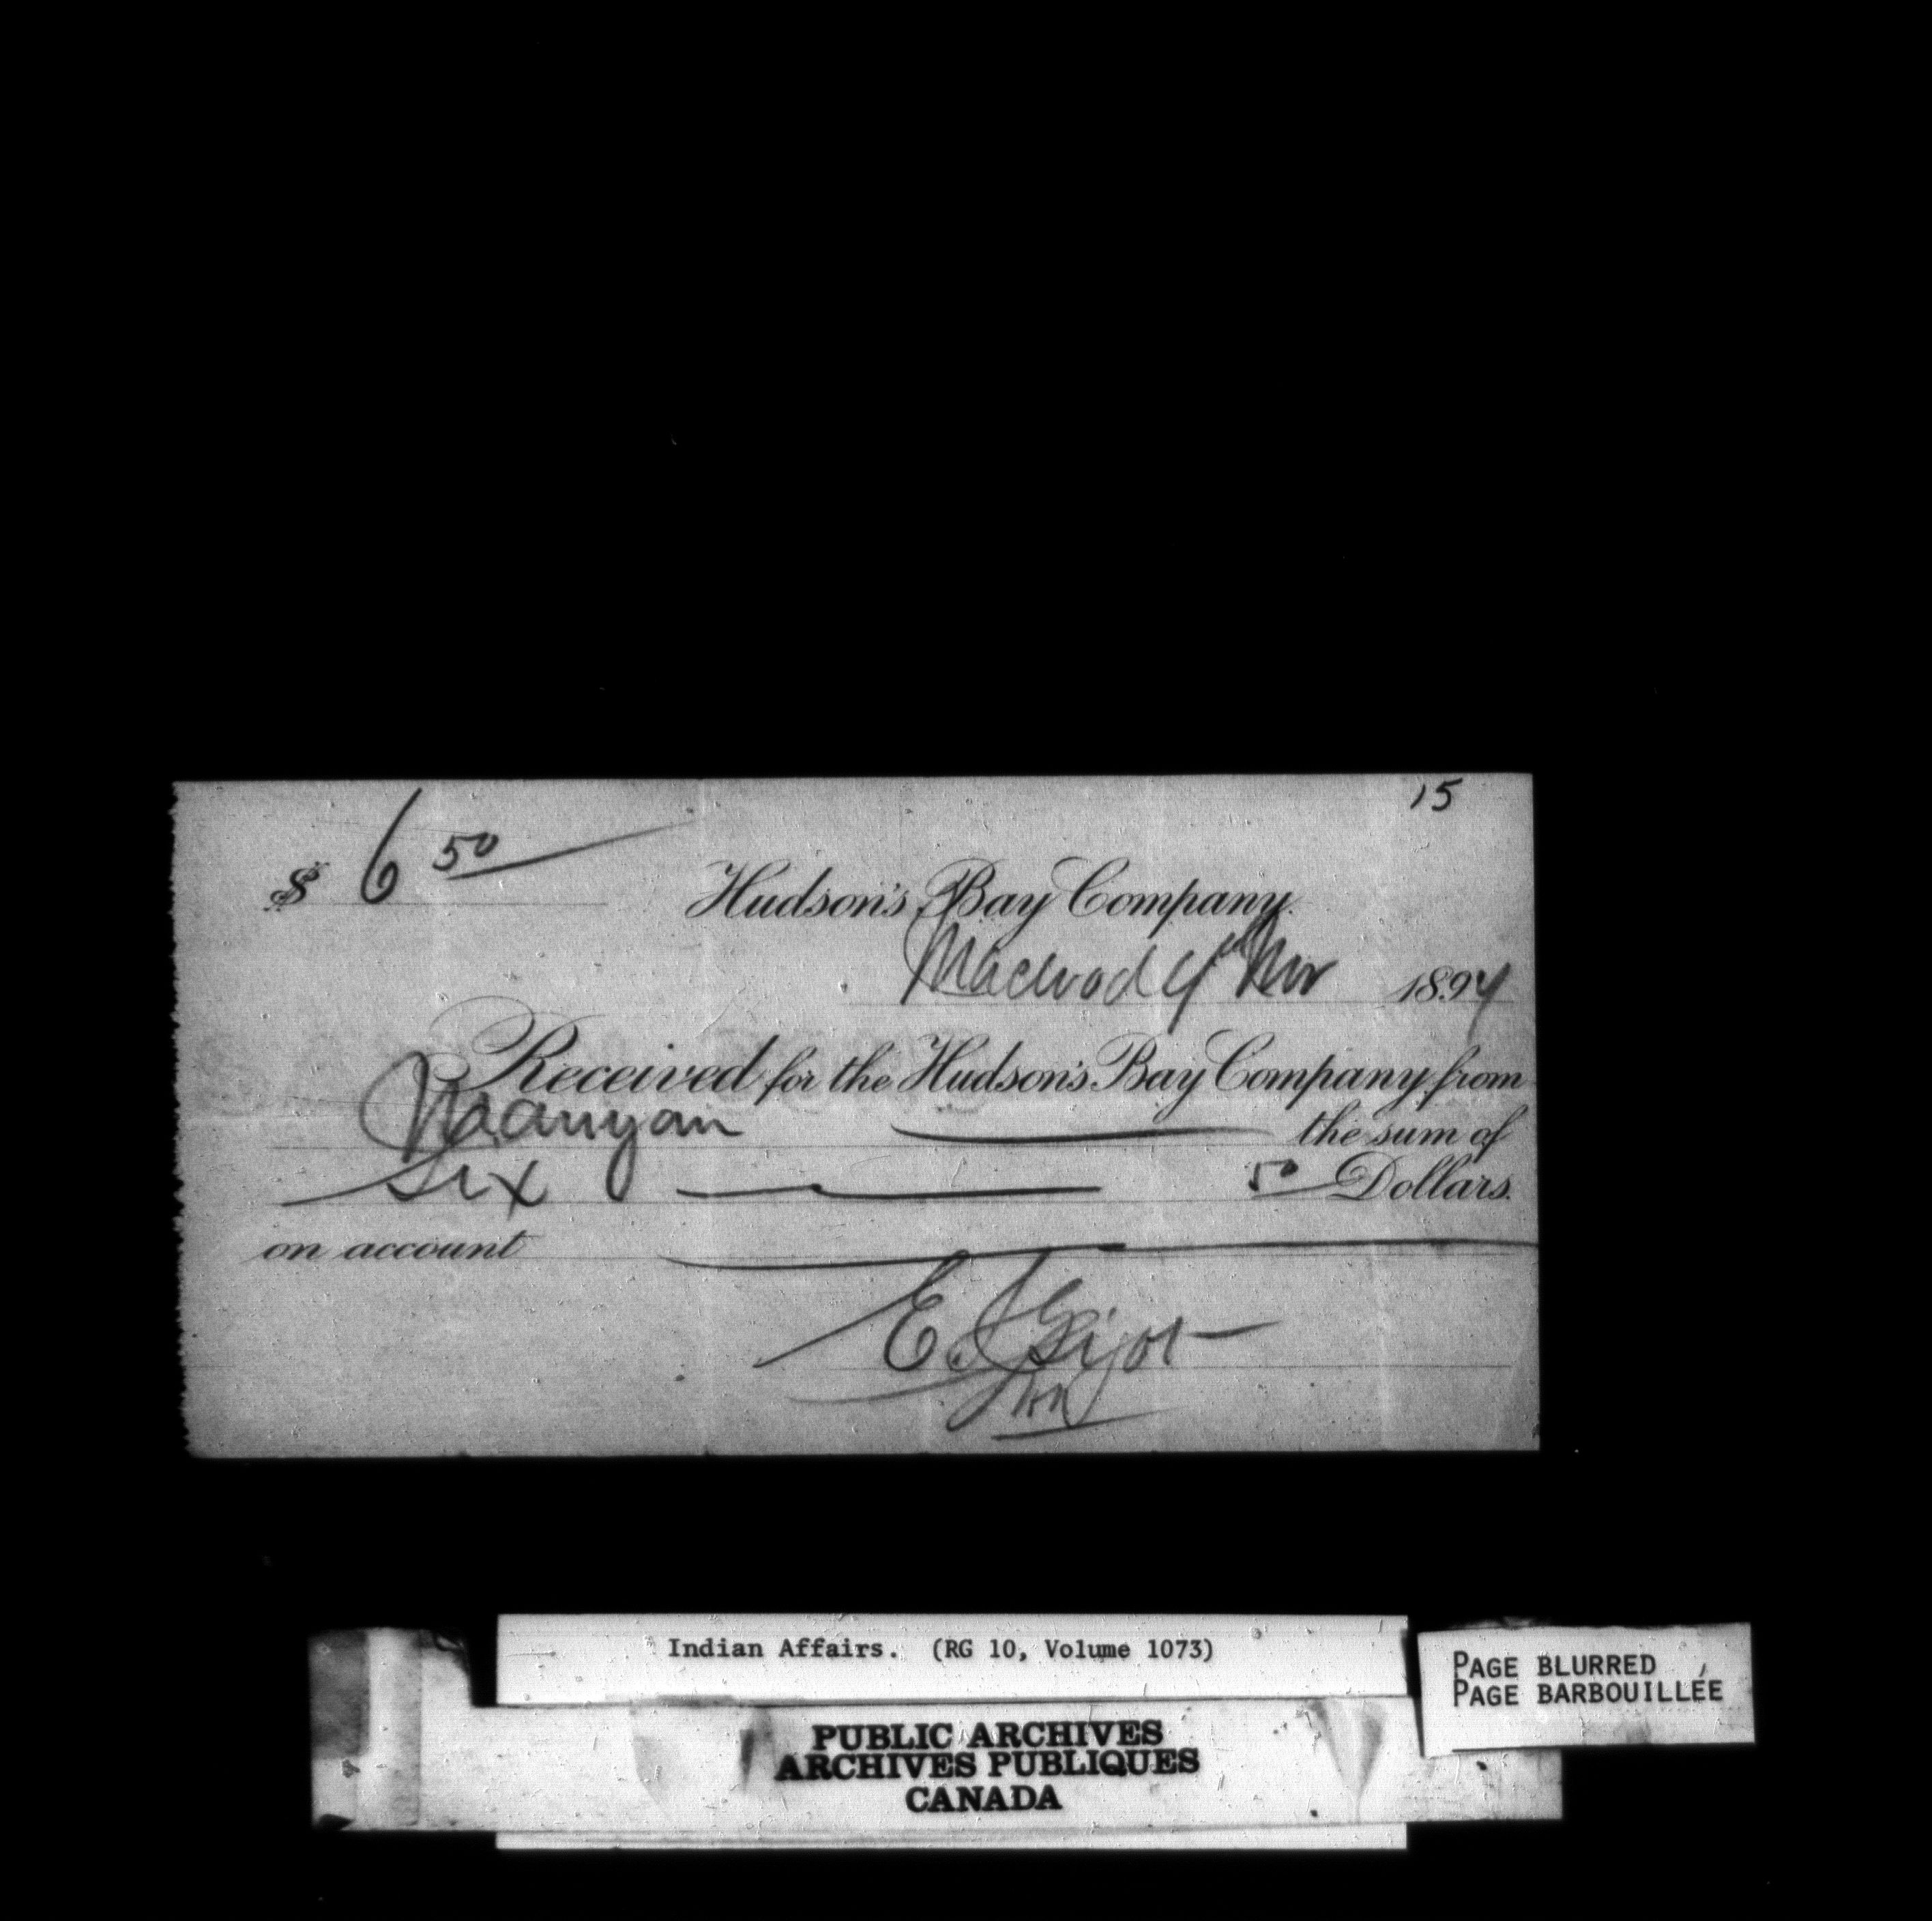 15
$ 6 50
Hudson's Bay Company.
Macleod 4th Nov 1894
Received for the Hudson's Bay Company from
the sum of
Six 50 Dollars.
on account
E.
Indian Affairs. (RG 10, Volume 1073)
PAGE BLURRED
PAGE BARBOUILLÉE
PUBLIC ARCHIVES
ARCHIVES PUBLIQUES
CANADA